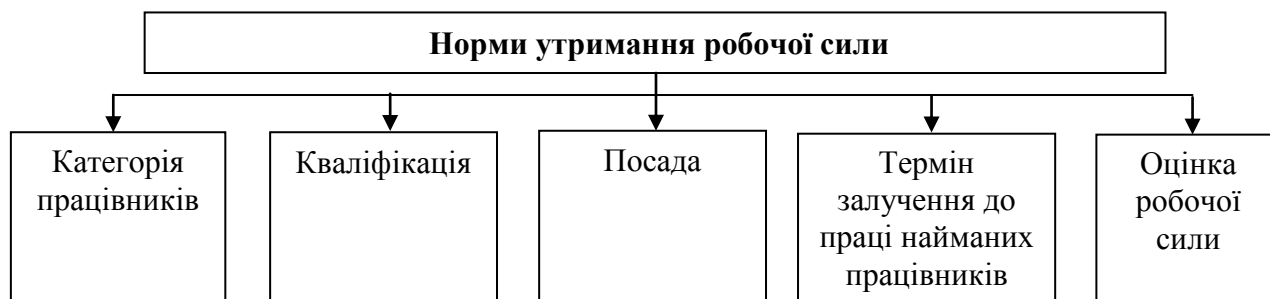 Норми утримання робочої сили
Категорія
працівників
Кваліфікація
Посада
Термін
залучення до
праці найманих
працівників
Оцінка
робочої
сили